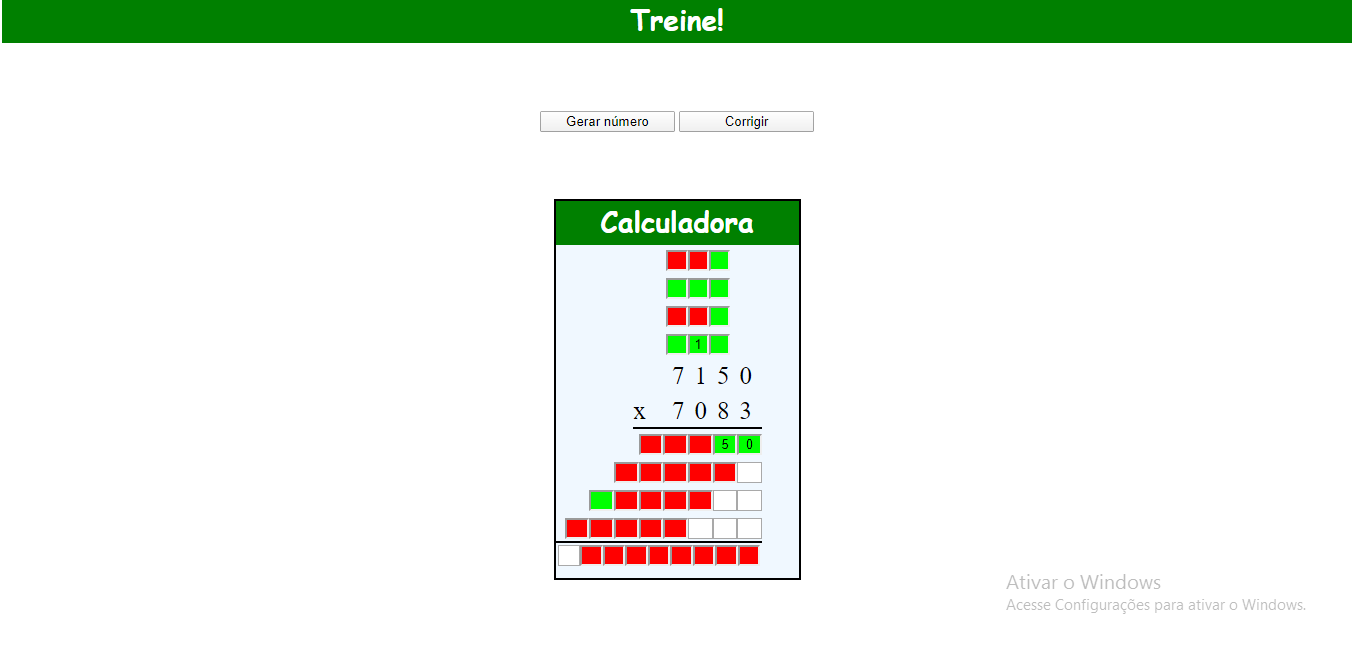 Treine!
Gerar número Corrigir
Calculadora
1
7 1 5 0
x 7 0 8 3
5 0
Ativar o Windows
Acesse Configurações para ativar o Windows.